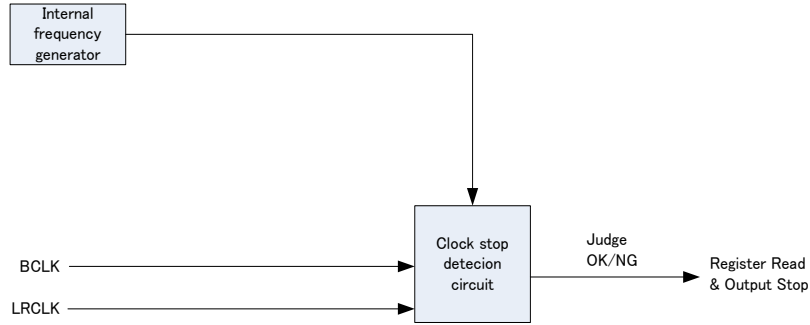 Internal
frequency
generator
Clock stop
detecion
circuit
Judge
OK/NG
Register Read
& Output Stop
BCLK
LRCLK